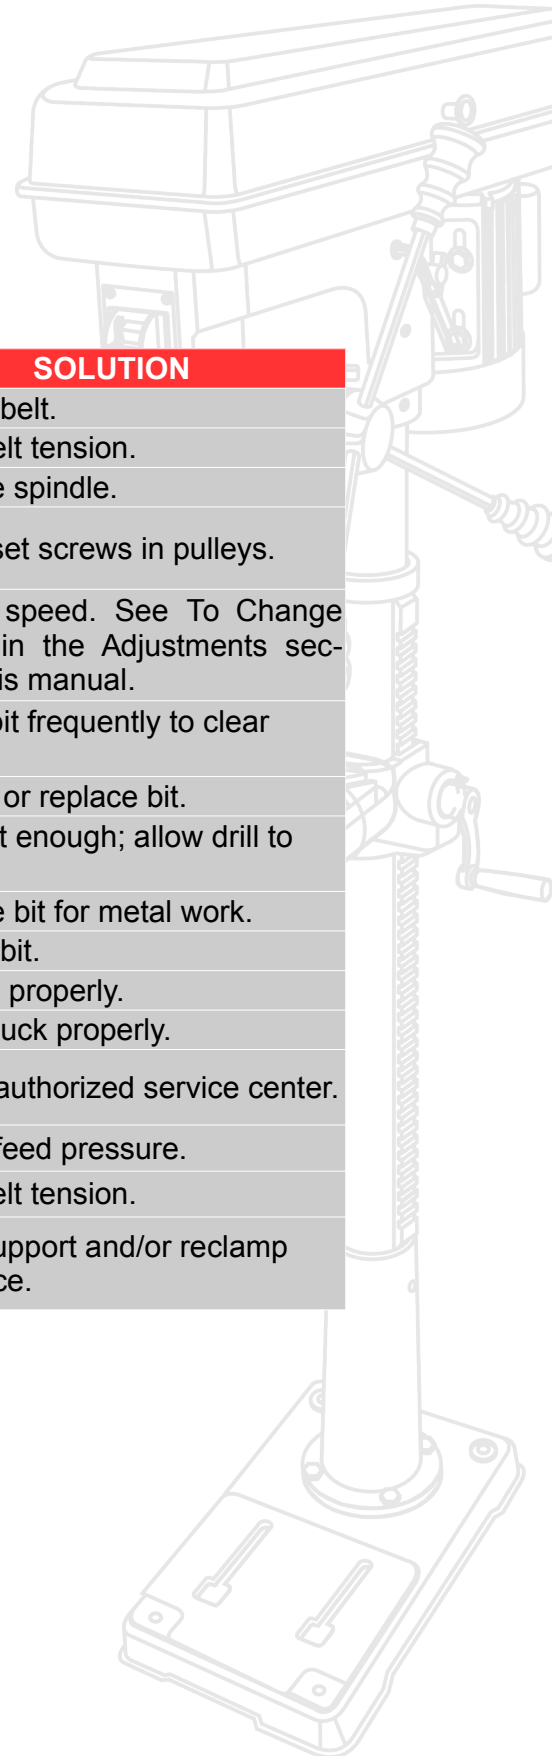 SOLUTION
belt.
elt tension.
e spindle.
set screws in pulleys.
speed. See To Change
in the Adjustments sec-
is manual.
bit frequently to clear
or replace bit.
t enough; allow drill to
e bit for metal work.
bit.
properly.
uck properly.
authorized service center.
feed pressure.
elt tension.
upport and/or reclamp
ce.